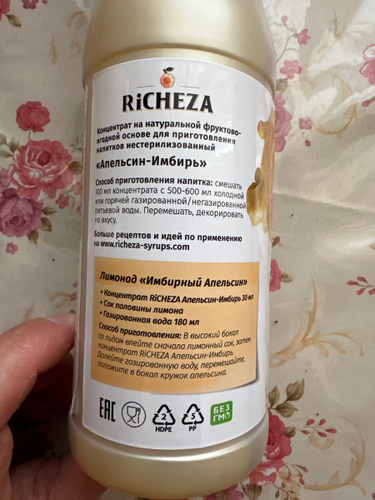 RiCHEZA
Концентрат на натуральной фруктово-
ягодной основе для приготовления
напитков нестерилизованный
«Апельсин-Имбирь»
Способ приготовления напитка: смешать
100 мл концентрата с 500-600 мл холодной
или горячей газированной/негазированной
питьевой воды. Перемешать, декорировать
по вкусу.
Больше рецептов и идей по применению
на www.richeza-syrups.com
Лимонад «Имбирный Апельсин»
• Концентрат RiCHEZA Апельсин-Имбирь 30 мл
• Сок половины лимона
• Газированная вода 180 мл
Способ приготовления: В высокий бокал
со льдом влейте сначала лимонный сок, затем
концентрат RiCHEZA Апельсин-Имбирь.
Долейте газированную воду, перемешайте,
положите в бокал кружок апельсина.
EAC 2 5 БЕЗ
HDPE PP ГМО